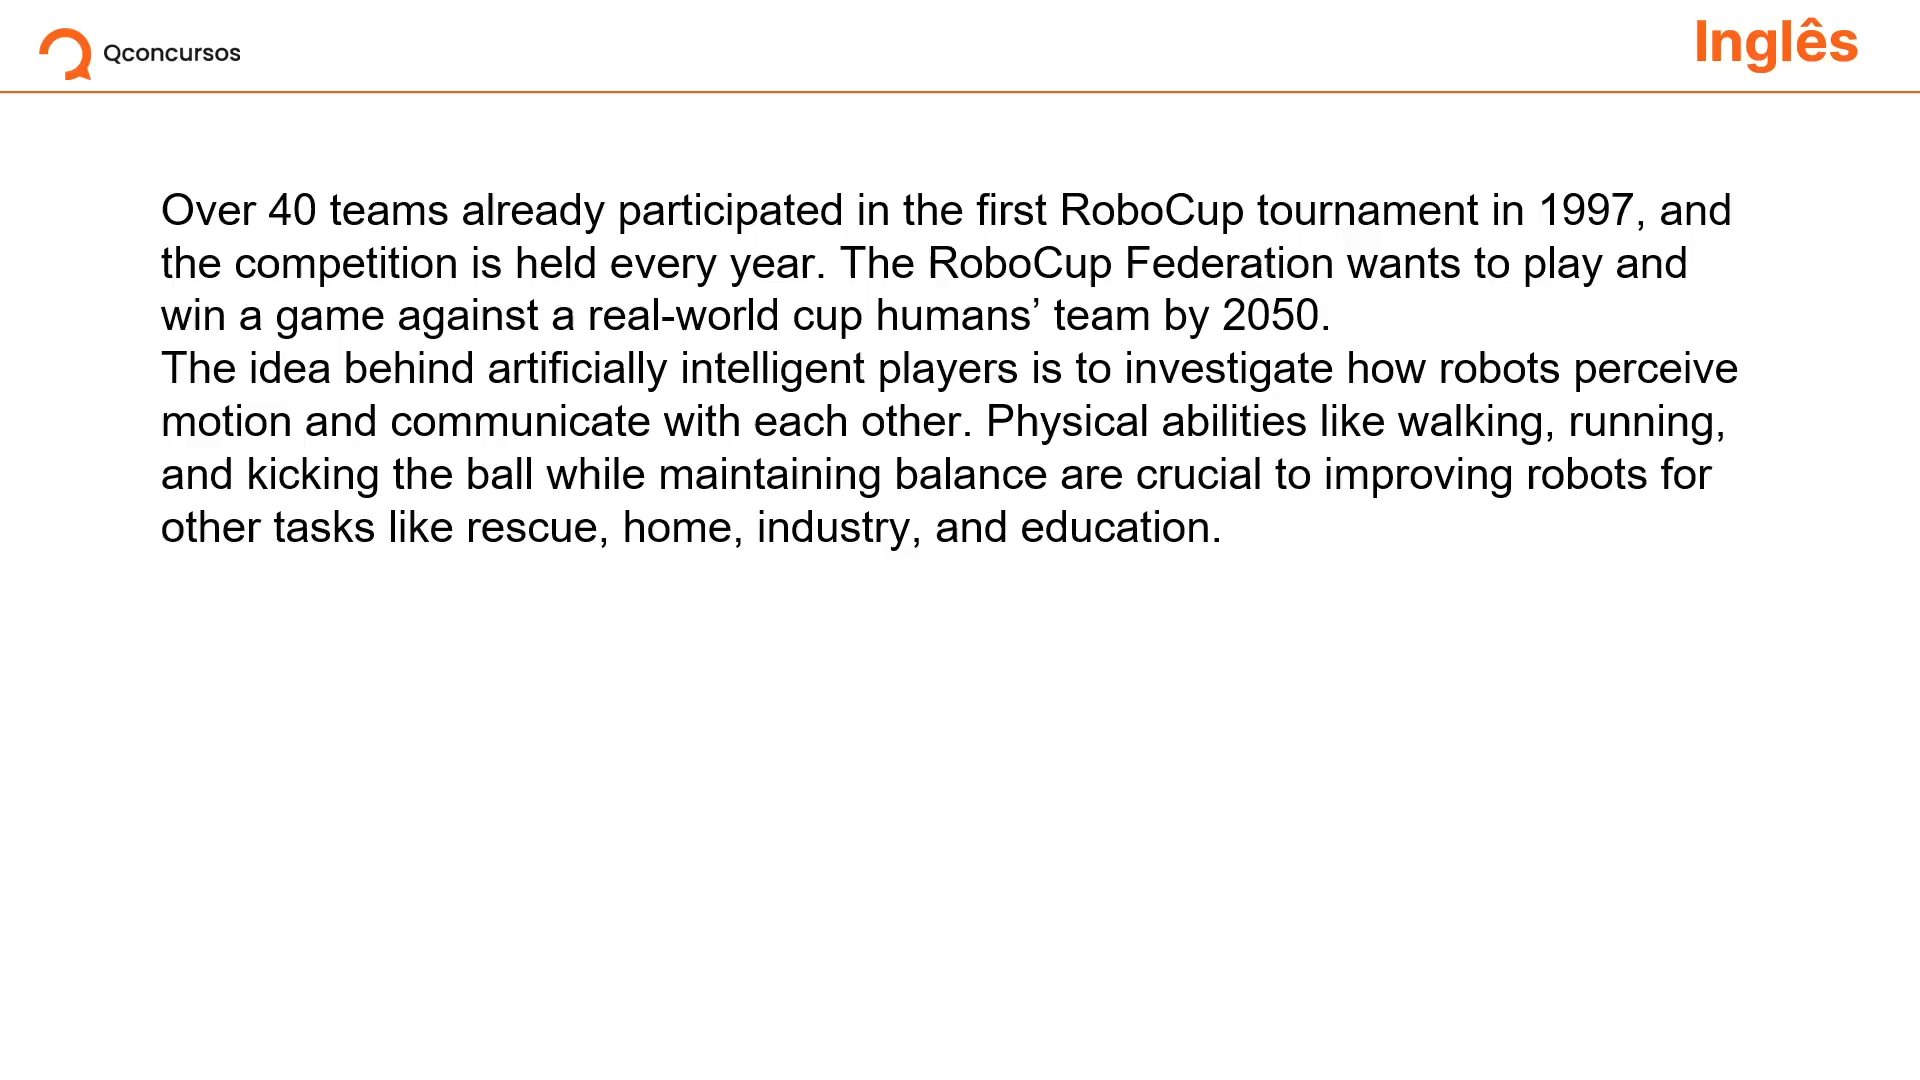 Qconcursos
Inglês
Over 40 teams already participated in the first RoboCup tournament in 1997, and
the competition is held every year. The RoboCup Federation wants to play and
win a game against a real-world cup humans’ team by 2050.
The idea behind artificially intelligent players is to investigate how robots perceive
motion and communicate with each other. Physical abilities like walking, running,
and kicking the ball while maintaining balance are crucial to improving robots for
other tasks like rescue, home, industry, and education.